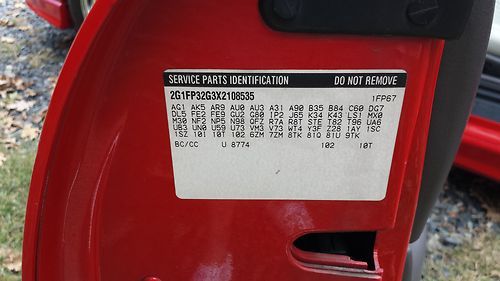 SERVICE PARTS IDENTIFICATION DO NOT REMOVE
2G1FP32G3X2108535 1FP67
AG1 AK5 AR9 AU0 AU3 A31 A90 B35 B84 C60 DG7
DL5 FE2 FE9 GU2 G80 IP2 J65 K34 K43 LS1 MX0
M30 NF2 NP5 N98 QFZ R7A R8T STE T82 T96 UA6
UB3 UN0 U59 U73 VM3 V73 WT4 Y3F Z28 1AY 1SC
1SZ 10I 10T 102 6ZM 7ZM 8TK 81Q 81U 9TK
BC/CC U 8774 102 10T